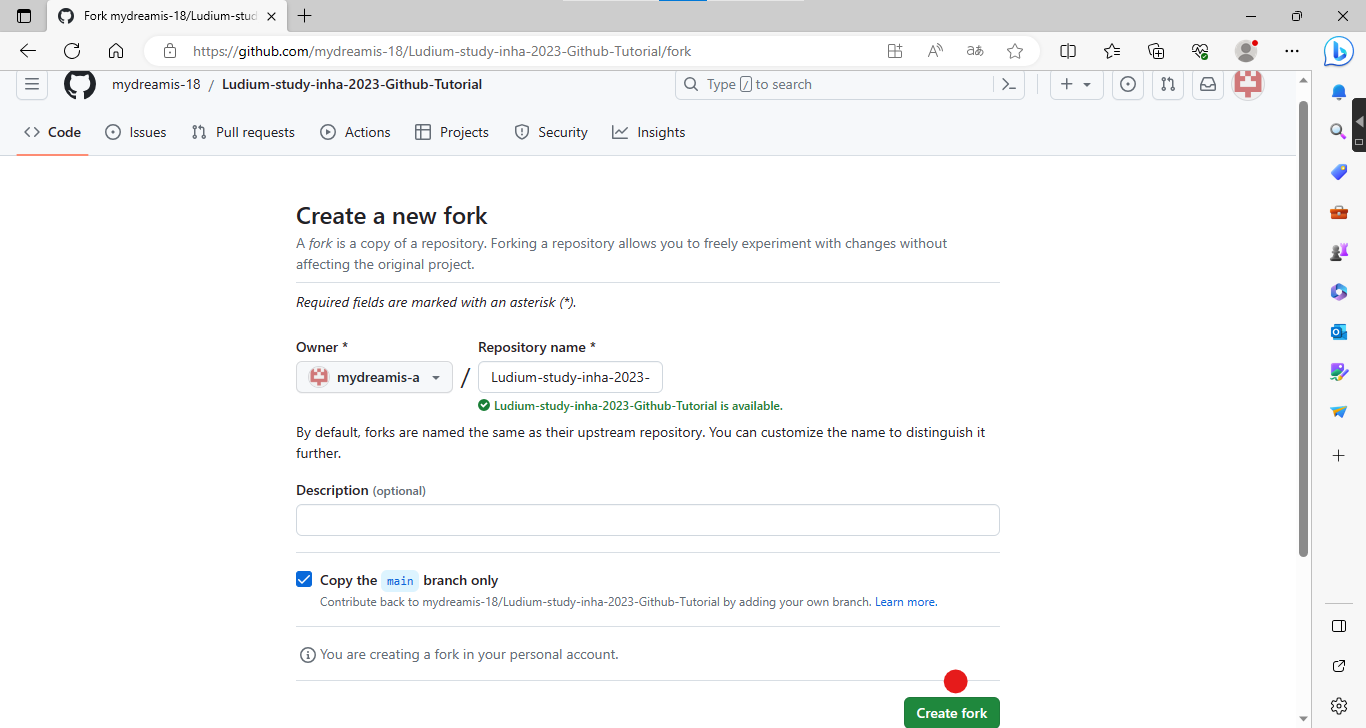 Fork mydreamis-18/Ludium-stud
https://github.com/mydreamis-18/Ludium-study-inha-2023-Github-Tutorial/fork
mydreamis-18 / Ludium-study-inha-2023-Github-Tutorial
Type / to search
Code Issues Pull requests Actions Projects Security Insights
Create a new fork
A fork is a copy of a repository. Forking a repository allows you to freely experiment with changes without
affecting the original project.
Required fields are marked with an asterisk (*).
Owner * Repository name *
mydreamis-a / Ludium-study-inha-2023-
Ludium-study-inha-2023-Github-Tutorial is available.
By default, forks are named the same as their upstream repository. You can customize the name to distinguish it
further.
Description (optional)
Copy the main branch only
Contribute back to mydreamis-18/Ludium-study-inha-2023-Github-Tutorial by adding your own branch. Learn more.
You are creating a fork in your personal account.
Create fork